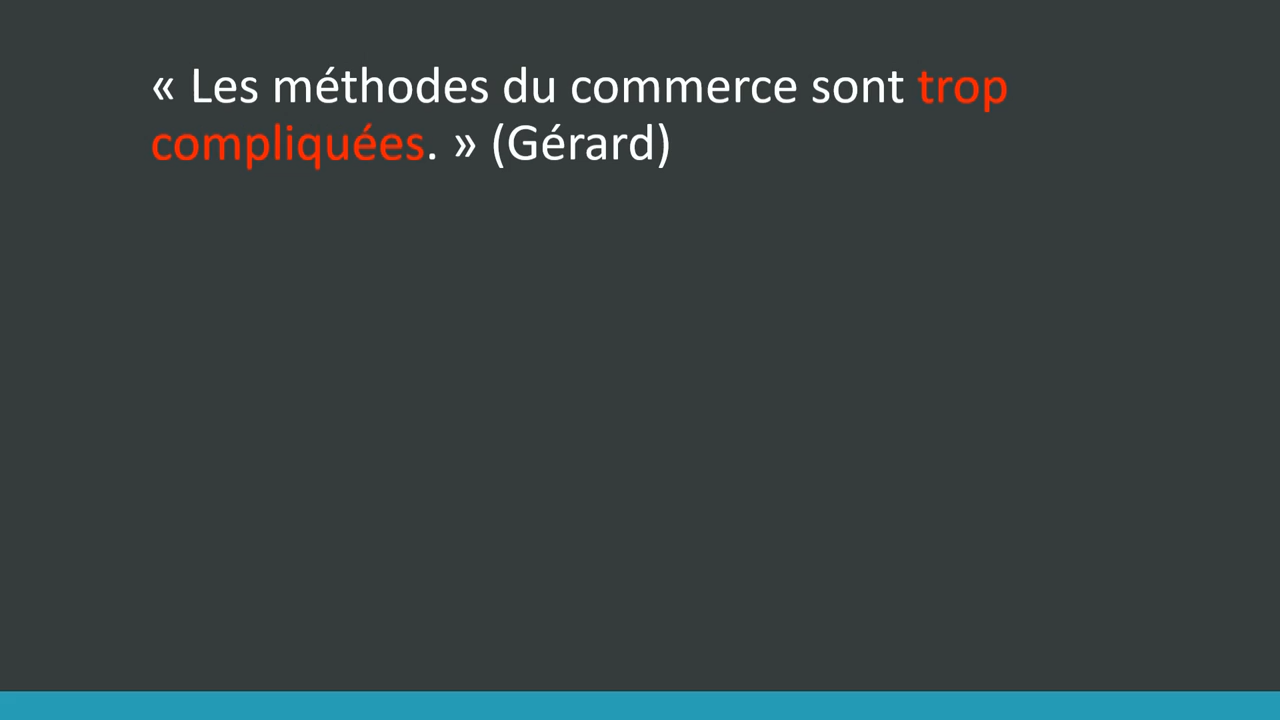 « Les méthodes du commerce sont trop
compliquées. » (Gérard)